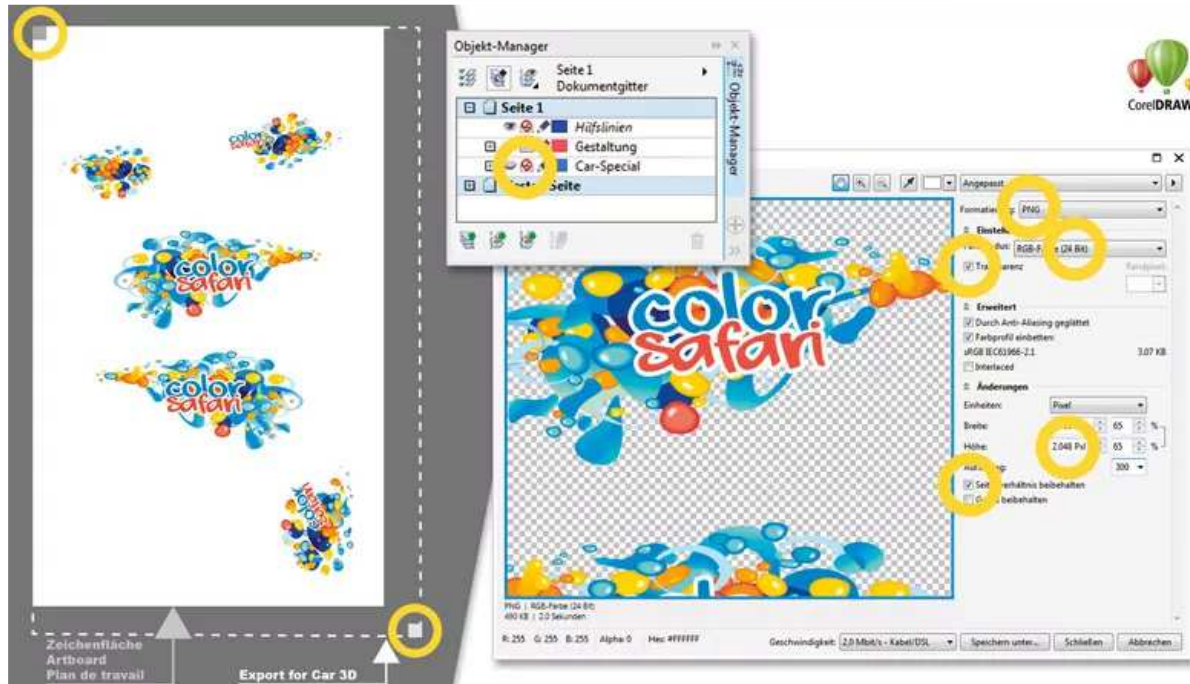 color
safari
color
safari
color
safari
color
safari
Zeichenfläche
Artboard
Plan de travail
Export for Car 3D
Objekt-Manager
Seite 1
Dokumentgitter
Objekt-Manager
Seite 1
Hilfslinien
Gestaltung
Car-Special
Seite
CorelDRAW
Angepasst
PNG
RGB-F e (24 Bit)
Erweitert
Durch Anti-Aliasing geglättet
Farbprofil einbetten:
sRGB IEC61966-2.1 3.07 KB
Interlaced
Änderungen
Einheiten: Pixel
Breite: 65 %
Höhe: 2.048 Pxl 65 %
300
beibehalten
beibehalten
color
safari
PNG | RGB-Farbe (24 Bit)
490 KB | 2.0 Sekunden
R: 255 G: 255 B: 255 Alpha: 0 Hex: #FFFFFF
Geschwindigkeit: 2,0 Mbit/s - Kabel/DSL Speichern unter... Schließen Abbrechen